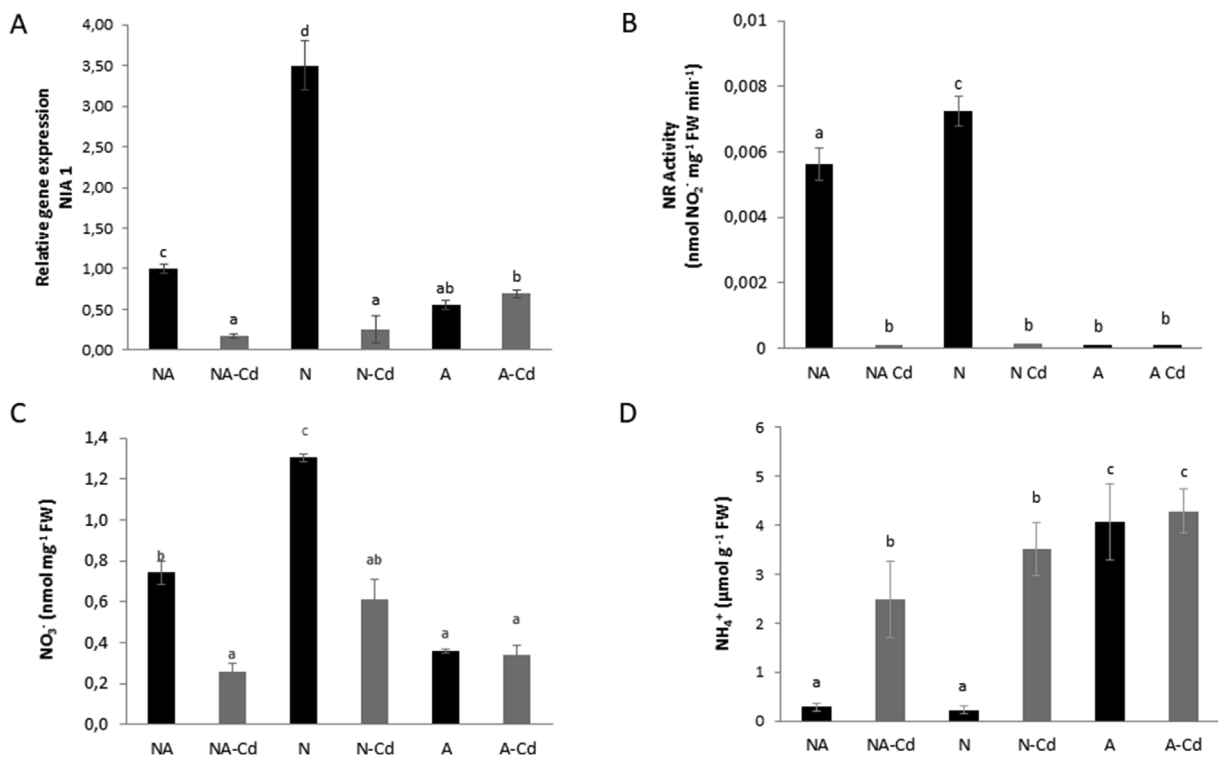 A
Relative gene expression
NIA 1
4,00
3,50
3,00
2,50
2,00
1,50
1,00
0,50
0,00
c
a
d
a
ab
b
NA
NA-Cd
N
N-Cd
A
A-Cd
B
NR Activity
(nmol NO₂⁻ mg⁻¹ FW min⁻¹)
0,01
0,008
0,006
0,004
0,002
0
a
b
c
b
b
b
NA
NA Cd
N
N Cd
A
A Cd
C
NO₃⁻ (nmol mg⁻¹ FW)
1,4
1,2
1,0
0,8
0,6
0,4
0,2
0,0
b
a
c
ab
a
a
NA
NA-Cd
N
N-Cd
A
A-Cd
D
NH₄⁺ (μmol g⁻¹ FW)
6
5
4
3
2
1
0
a
b
a
b
c
c
NA
NA-Cd
N
N-Cd
A
A-Cd